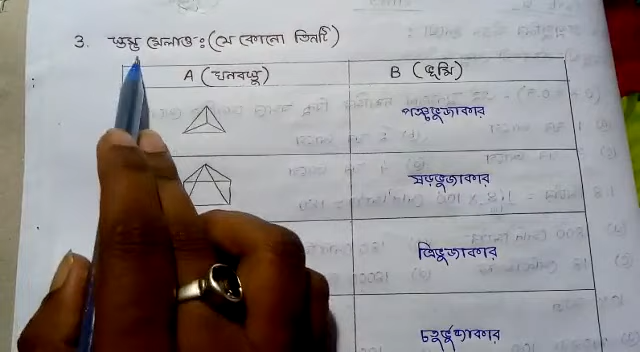 3. স্তম্ভ মেলাও : (যে কোনো তিনটি)
A (ঘনবস্তু) B (ভূমি)
পঞ্চভুজাকার
ষড়ভুজাকার
ত্রিভুজাকার
চতুর্ভুজাকার